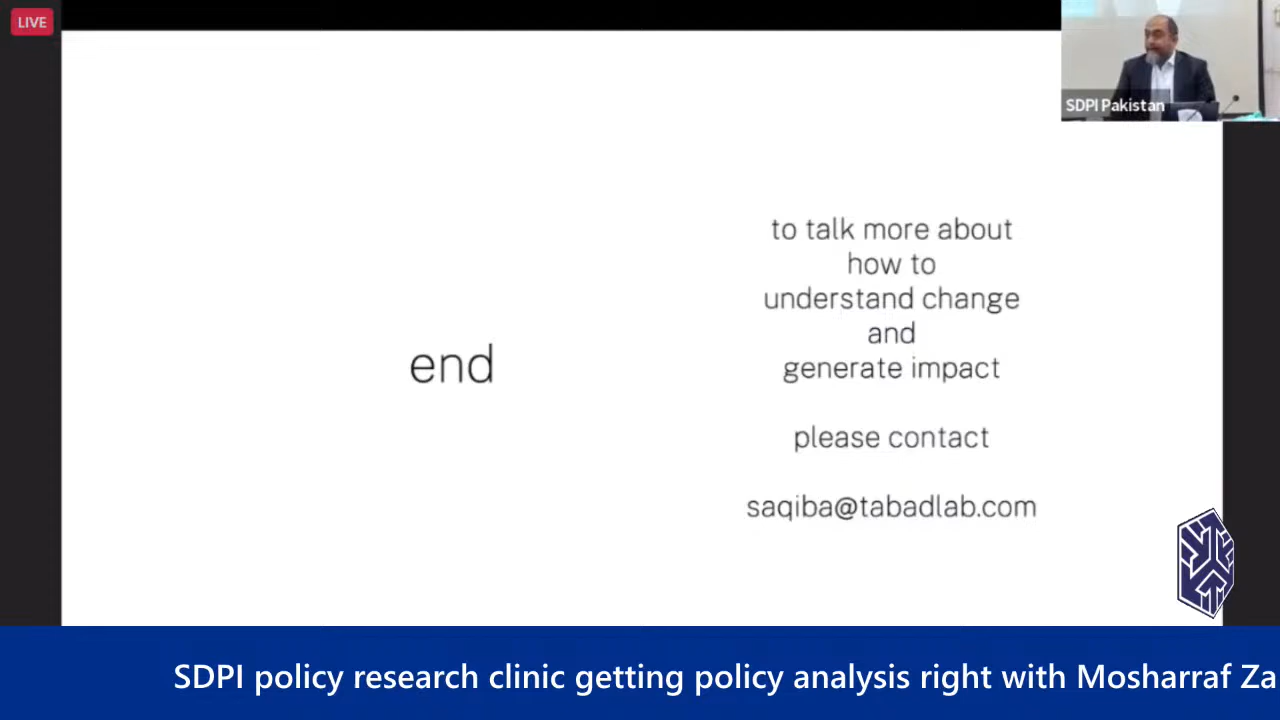 LIVE
SDPI Pakistan
end
to talk more about
how to
understand change
and
generate impact
please contact
saqiba@tabadlab.com
SDPI policy research clinic getting policy analysis right with Mosharraf Za